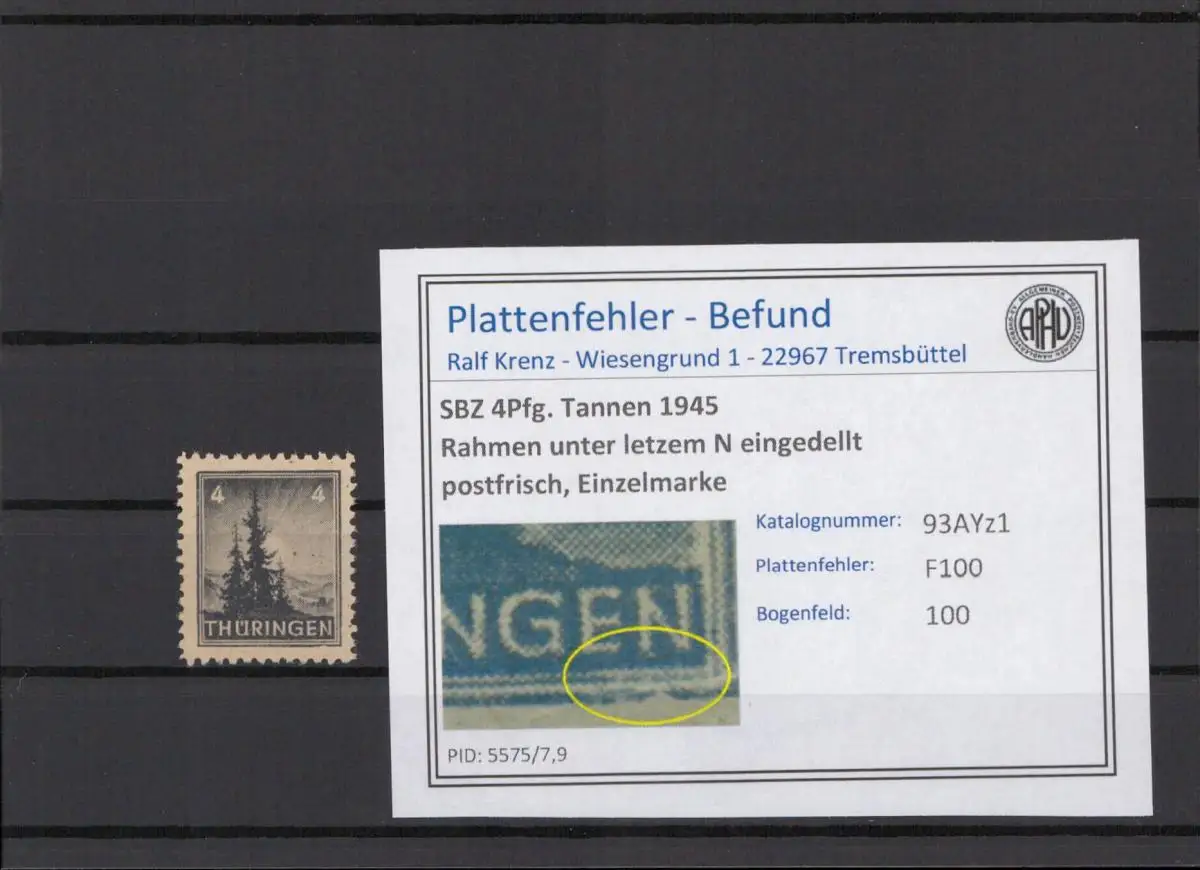 4 4
THÜRINGEN
Plattenfehler - Befund
Ralf Krenz - Wiesengrund 1 - 22967 Tremsbüttel
APHV
SBZ 4Pfg. Tannen 1945
Rahmen unter letzem N eingedellt
postfrisch, Einzelmarke
NGEN
Katalognummer: 93AYz1
Plattenfehler: F100
Bogenfeld: 100
PID: 5575/7,9